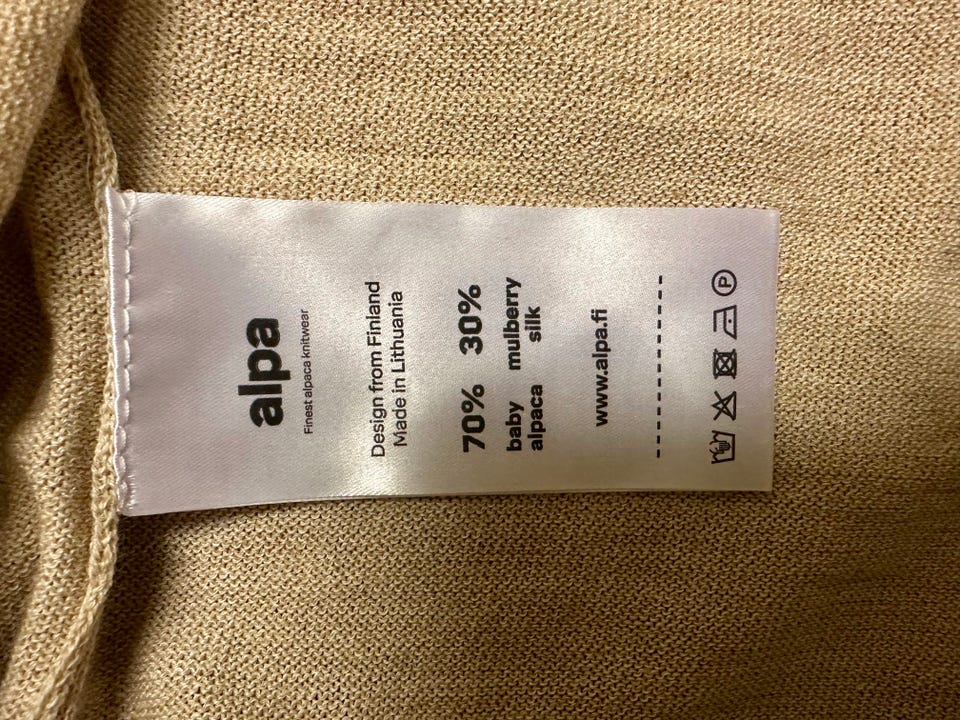 alpa
Finest alpaca knitwear
Design from Finland
Made in Lithuania
70% 30%
baby mulberry
alpaca silk
www.alpa.fi
P